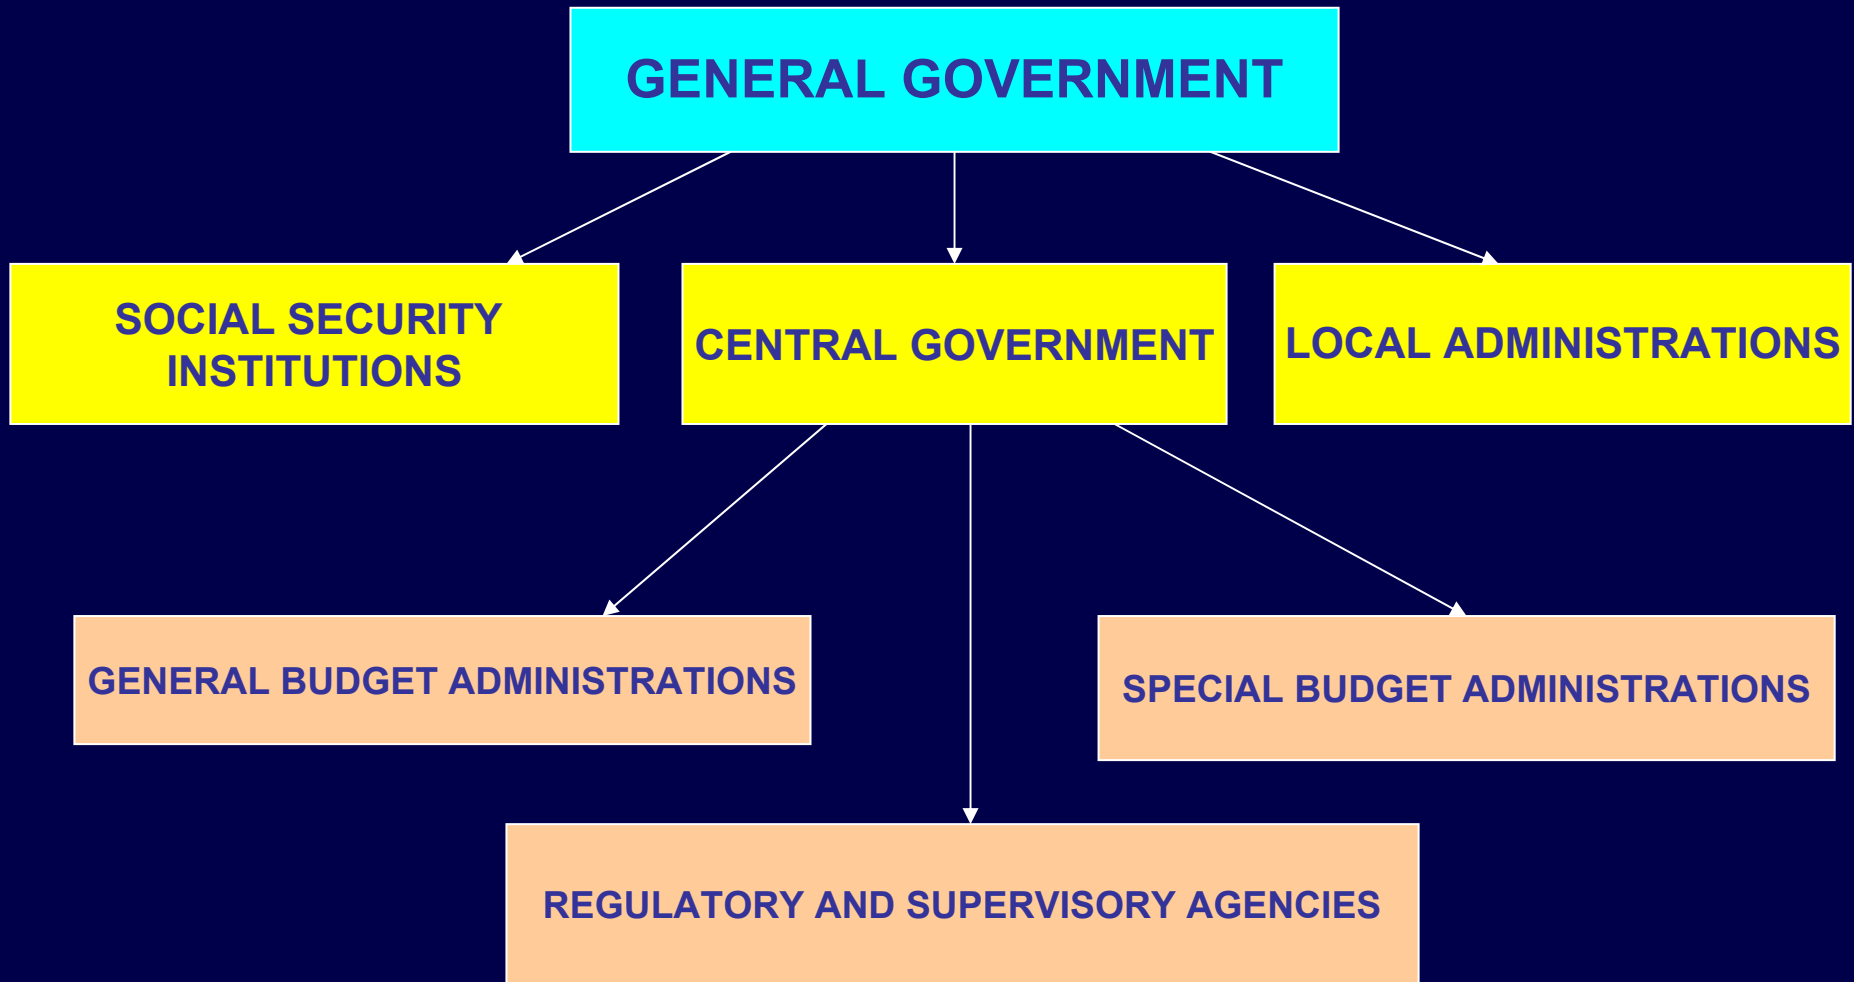 GENERAL GOVERNMENT
SOCIAL SECURITY
INSTITUTIONS
CENTRAL GOVERNMENT
LOCAL ADMINISTRATIONS
GENERAL BUDGET ADMINISTRATIONS
SPECIAL BUDGET ADMINISTRATIONS
REGULATORY AND SUPERVISORY AGENCIES